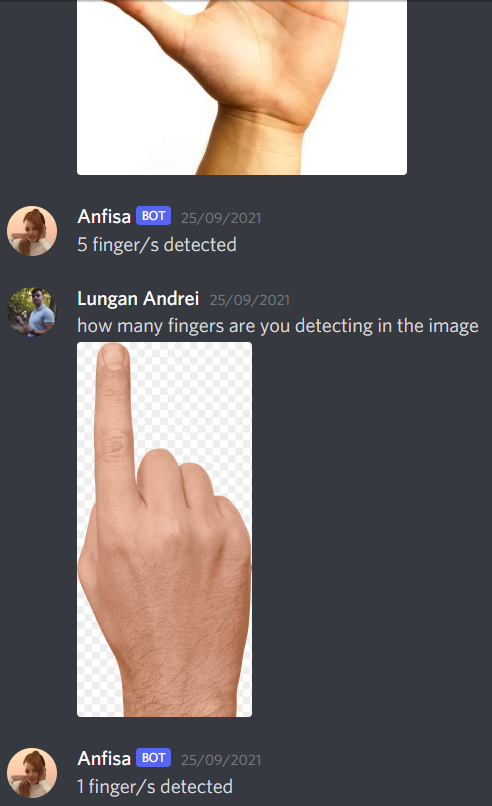 Anfisa BOT 25/09/2021
5 finger/s detected
Lungan Andrei 25/09/2021
how many fingers are you detecting in the image
Anfisa BOT 25/09/2021
1 finger/s detected